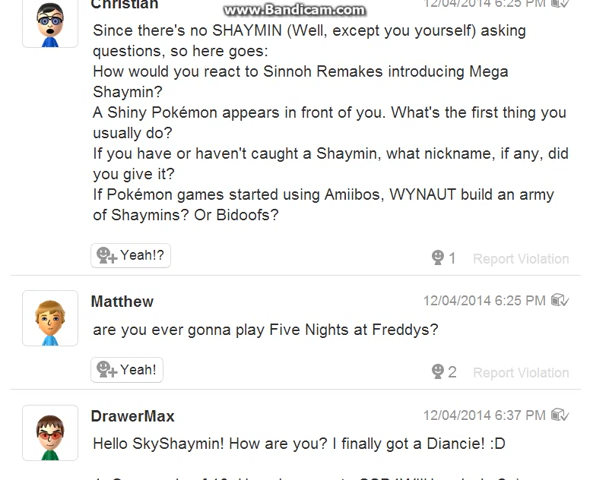 www.Bandicam.com
Christian 12/04/2014 6:25 PM
Since there's no SHAYMIN (Well, except you yourself) asking
questions, so here goes:
How would you react to Sinnoh Remakes introducing Mega
Shaymin?
A Shiny Pokémon appears in front of you. What's the first thing you
usually do?
If you have or haven't caught a Shaymin, what nickname, if any, did
you give it?
If Pokémon games started using Amiibos, WYNAUT build an army
of Shaymins? Or Bidoofs?
Yeah!? 1 Report Violation
Matthew 12/04/2014 6:25 PM
are you ever gonna play Five Nights at Freddys?
Yeah! 2 Report Violation
DrawerMax 12/04/2014 6:37 PM
Hello SkyShaymin! How are you? I finally got a Diancie! :D